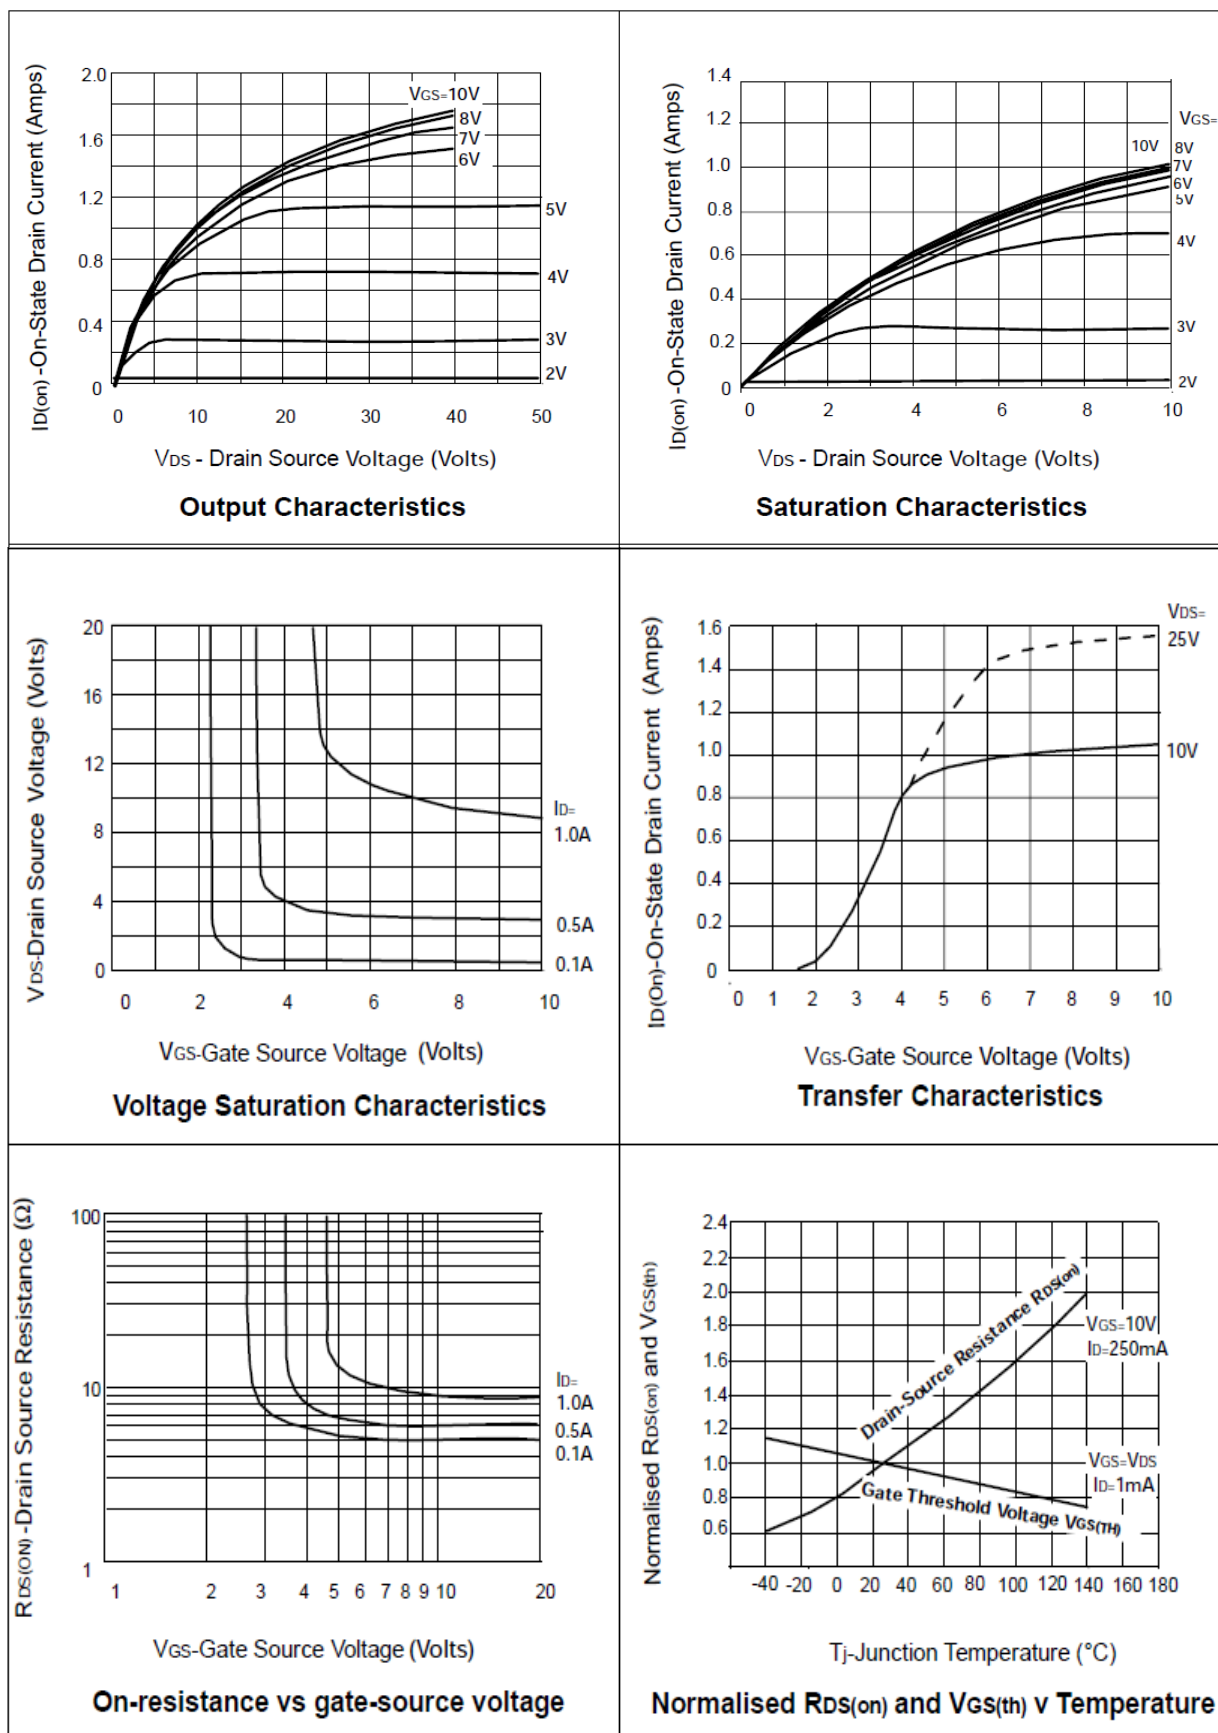 ID(on) -On-State Drain Current (Amps)
2.0
1.6
1.2
0.8
0.4
0
VGS=10V
8V
7V
6V
5V
4V
3V
2V
0 10 20 30 40 50
VDS - Drain Source Voltage (Volts)
Output Characteristics
ID(on) -On-State Drain Current (Amps)
1.4
1.2
1.0
0.8
0.6
0.4
0.2
0
VGS=
10V 8V
7V
6V
5V
4V
3V
2V
0 2 4 6 8 10
VDS - Drain Source Voltage (Volts)
Saturation Characteristics
VDS-Drain Source Voltage (Volts)
20
16
12
8
4
0
ID=
1.0A
0.5A
0.1A
0 2 4 6 8 10
VGS-Gate Source Voltage (Volts)
Voltage Saturation Characteristics
ID(On)-On-State Drain Current (Amps)
1.6
1.4
1.2
1.0
0.8
0.6
0.4
0.2
0
VDS=
25V
10V
0 1 2 3 4 5 6 7 8 9 10
VGS-Gate Source Voltage (Volts)
Transfer Characteristics
RDS(ON) -Drain Source Resistance (Ω)
100
10
1
ID=
1.0A
0.5A
0.1A
1 2 3 4 5 6 7 8 9 10 20
VGS-Gate Source Voltage (Volts)
On-resistance vs gate-source voltage
Normalised RDS(on) and VGS(th)
2.4
2.2
2.0
1.8
1.6
1.4
1.2
1.0
0.8
0.6
Drain-Source Resistance RDS(on)
VGS=10V
ID=250mA
VGS=VDS
ID=1mA
Gate Threshold Voltage VGS(TH)
-40 -20 0 20 40 60 80 100 120 140 160 180
Tj-Junction Temperature (°C)
Normalised RDS(on) and VGS(th) v Temperature